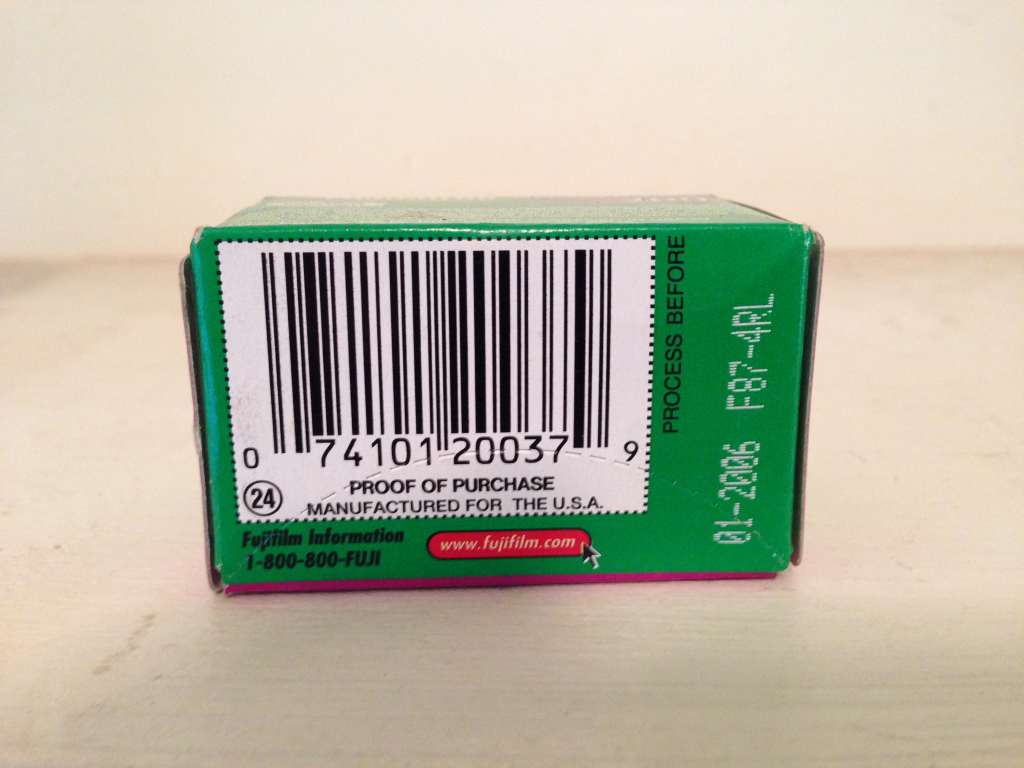 0 74101 20037 9
24
PROOF OF PURCHASE
MANUFACTURED FOR THE U.S.A.
Fujifilm Information
1-800-800-FUJI
www.fujifilm.com
PROCESS BEFORE
01-2006 F87-4RL